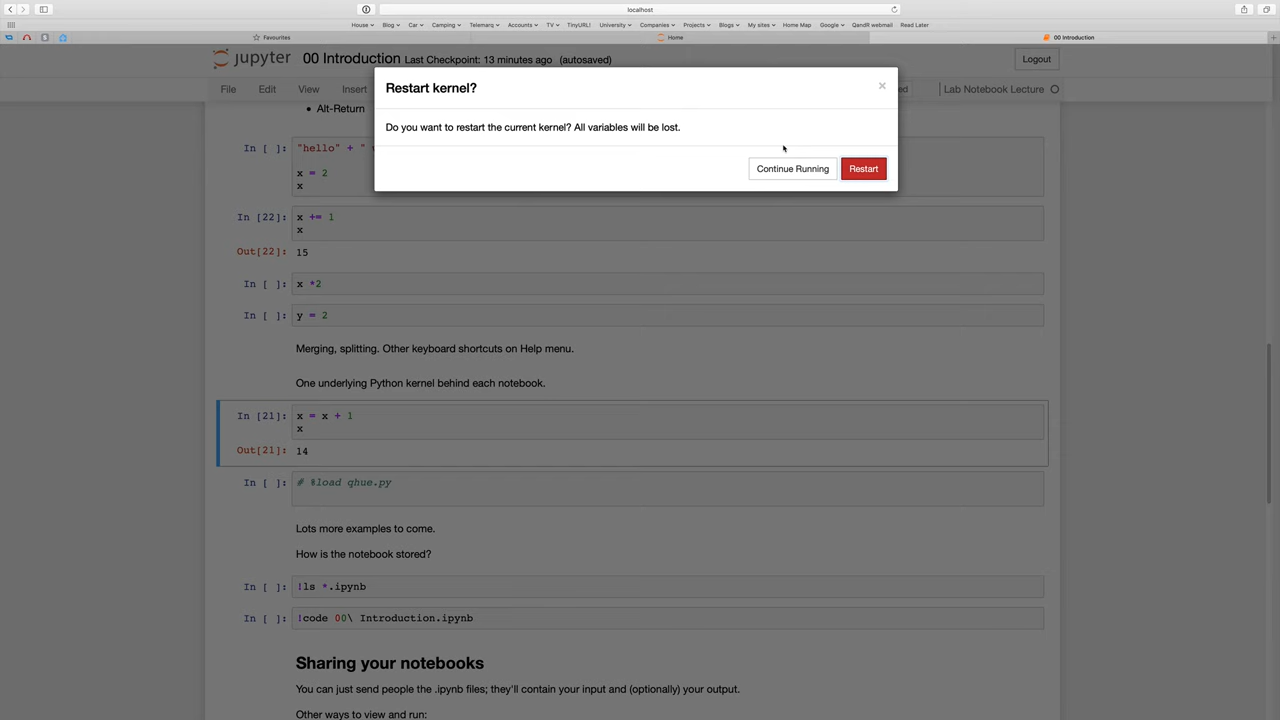 localhost
House Blog Car Camping Telemarq Accounts TV TinyURL! University Companies Projects Blogs My sites Home Map Google QandR webmail Read Later
Favourites Home 00 Introduction
jupyter 00 Introduction Last Checkpoint: 13 minutes ago (autosaved) Logout
File Edit View Insert Lab Notebook Lecture
Restart kernel? ×
Do you want to restart the current kernel? All variables will be lost.
Continue Running Restart
• Alt-Return
In [ ]: "hello" + "
x = 2
x
In [22]: x += 1
x
Out[22]: 15
In [ ]: x *2
In [ ]: y = 2
Merging, splitting. Other keyboard shortcuts on Help menu.
One underlying Python kernel behind each notebook.
In [21]: x = x + 1
x
Out[21]: 14
In [ ]: # %load qhue.py
Lots more examples to come.
How is the notebook stored?
In [ ]: !ls *.ipynb
In [ ]: !code 00\ Introduction.ipynb
Sharing your notebooks
You can just send people the .ipynb files; they'll contain your input and (optionally) your output.
Other ways to view and run: